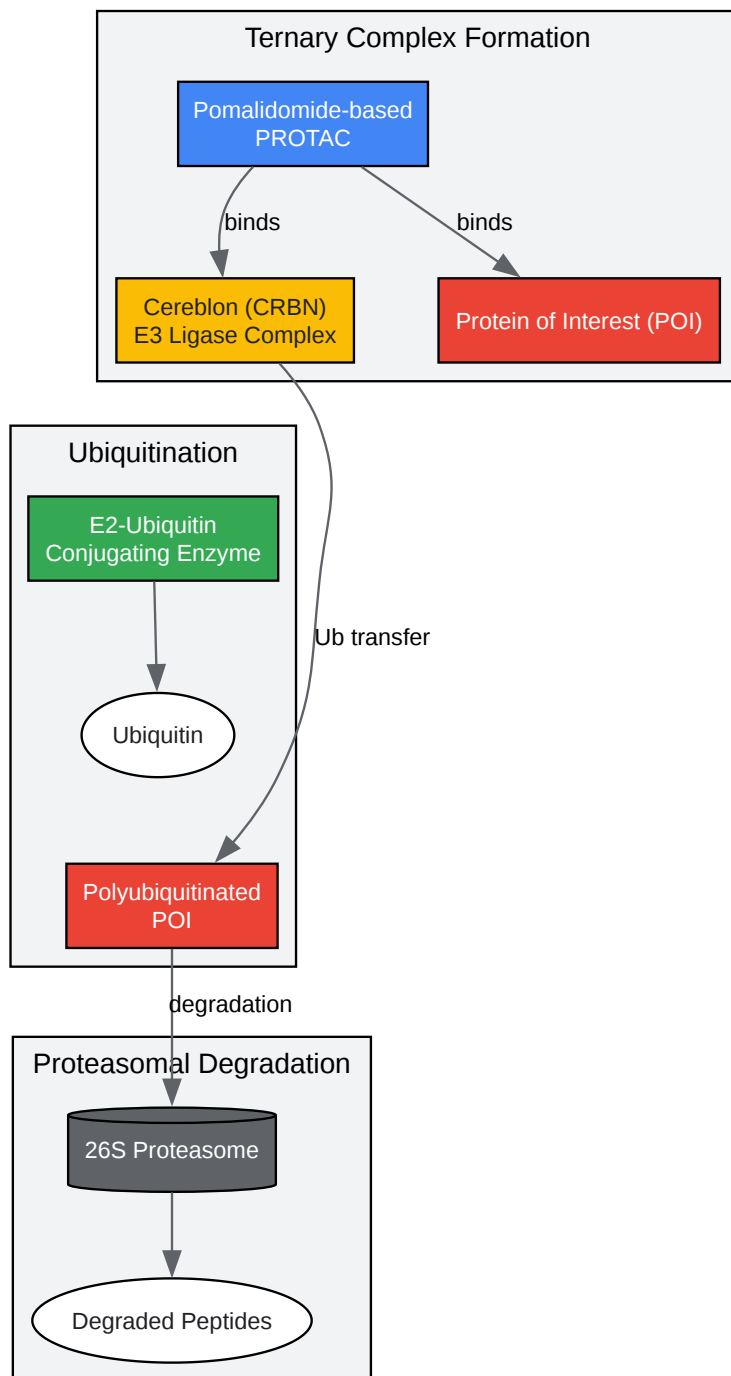 Ternary Complex Formation
Pomalidomide-based
PROTAC
binds
binds
Cereblon (CRBN)
E3 Ligase Complex
Protein of Interest (POI)
Ubiquitination
E2-Ubiquitin
Conjugating Enzyme
Ub transfer
Ubiquitin
Polyubiquitinated
POI
degradation
Proteasomal Degradation
26S Proteasome
Degraded Peptides